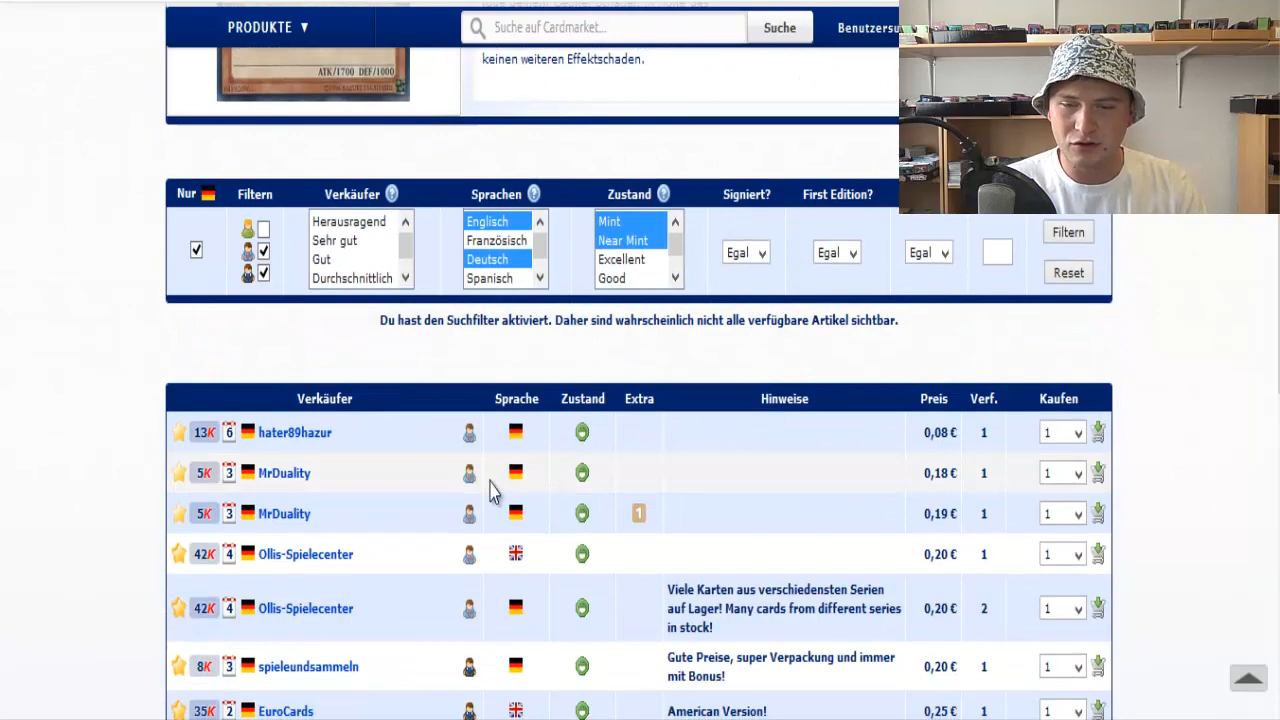 PRODUKTE ▼
Suche auf Cardmarket...
Suche
Benutzersu
keinen weiteren Effektschaden.
ATK/1700 DEF/1000
Nur
Filtern
Verkäufer ?
Sprachen ?
Zustand ?
Signiert?
First Edition?
Herausragend
Sehr gut
Gut
Durchschnittlich
Englisch
Französisch
Deutsch
Spanisch
Mint
Near Mint
Excellent
Good
Egal
Egal
Egal
Filtern
Reset
Du hast den Suchfilter aktiviert. Daher sind wahrscheinlich nicht alle verfügbare Artikel sichtbar.
Verkäufer Sprache Zustand Extra Hinweise Preis Verf. Kaufen
13K 6 hater89hazur 0,08 € 1 1
5K 3 MrDuality 0,18 € 1 1
5K 3 MrDuality 1 0,19 € 1 1
42K 4 Ollis-Spielecenter 0,20 € 1 1
Viele Karten aus verschiedensten Serien
42K 4 Ollis-Spielecenter auf Lager! Many cards from different series 0,20 € 2 1
in stock!
8K 3 spieleundsammeln Gute Preise, super Verpackung und immer 0,20 € 1 1
mit Bonus!
35K 2 EuroCards American Version! 0,25 € 1 1